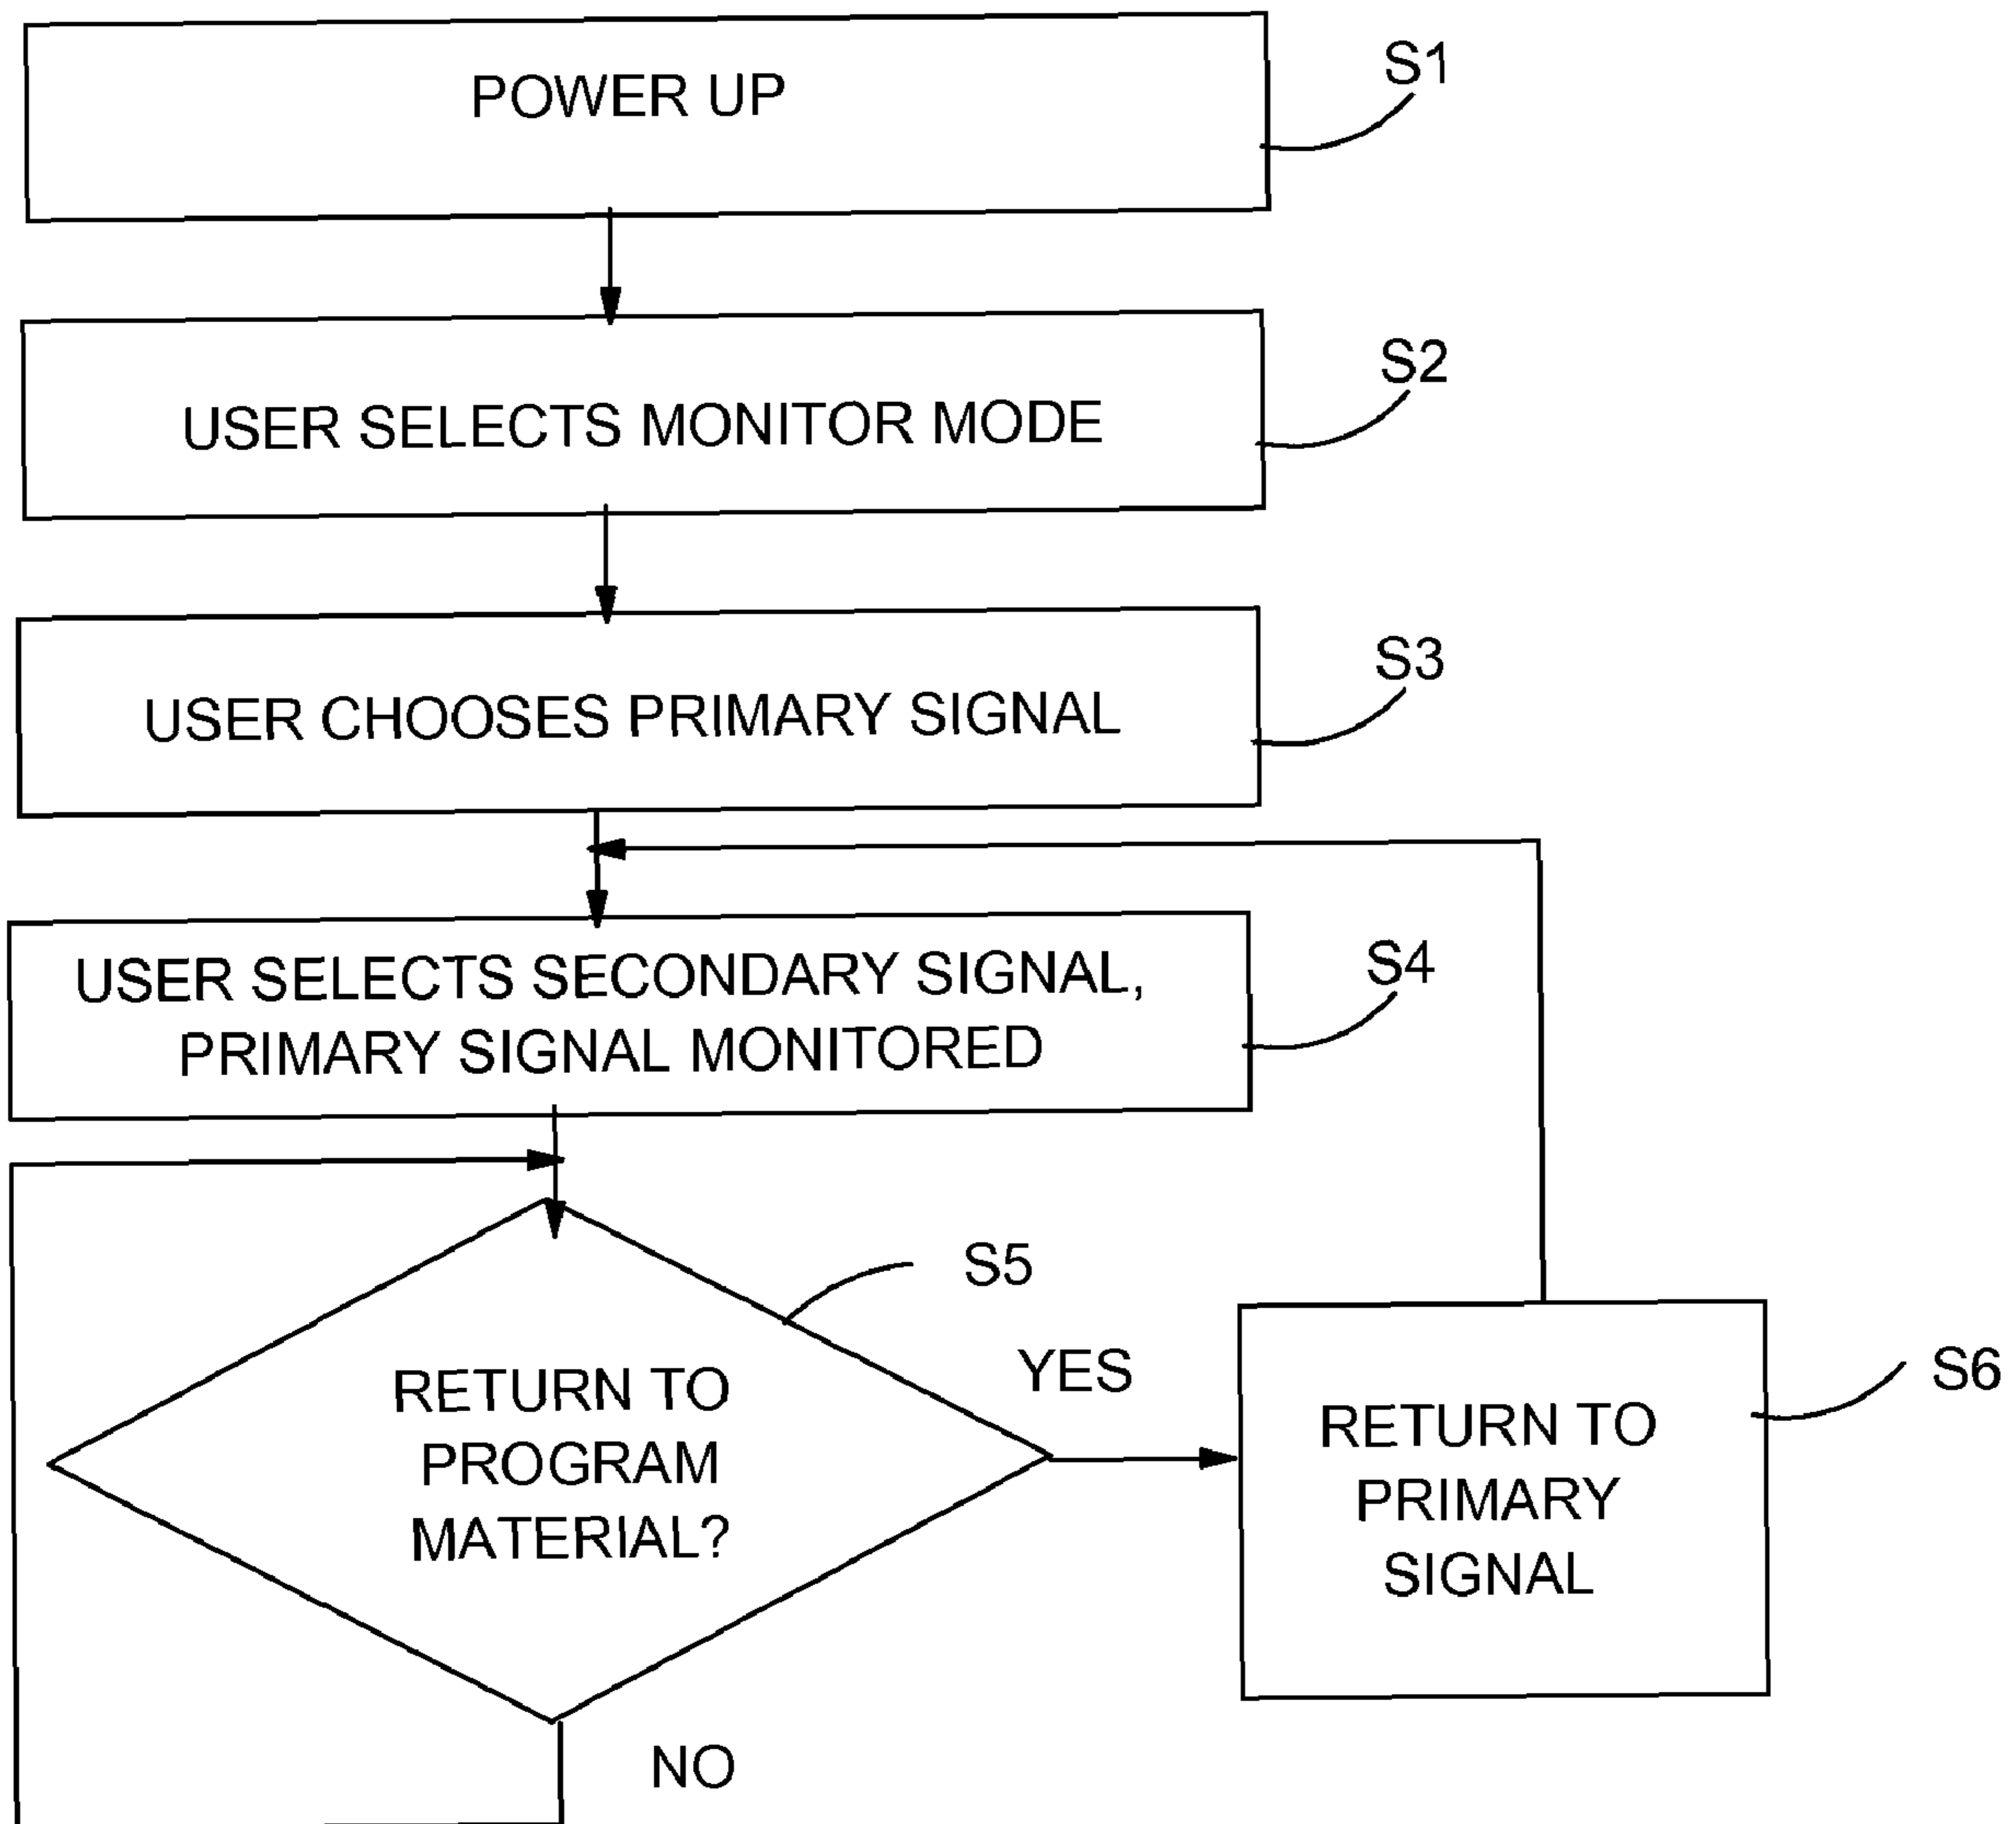 POWER UP
S1
USER SELECTS MONITOR MODE
S2
USER CHOOSES PRIMARY SIGNAL
S3
USER SELECTS SECONDARY SIGNAL,
PRIMARY SIGNAL MONITORED
S4
RETURN TO
PROGRAM
MATERIAL?
S5
YES
NO
RETURN TO
PRIMARY
SIGNAL
S6